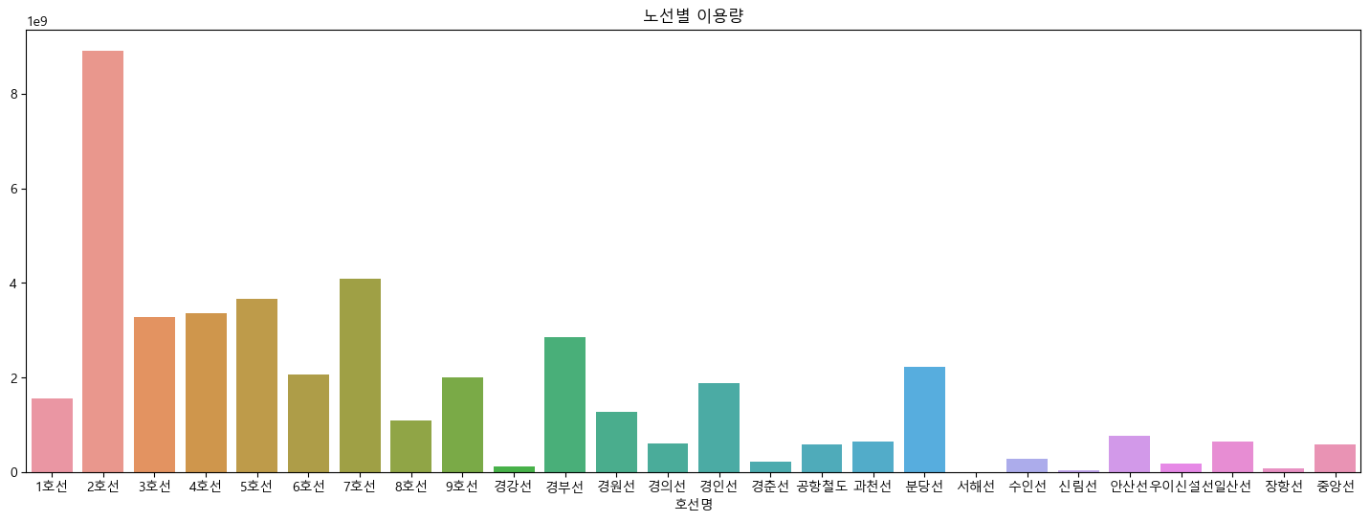 노선별 이용량
1e9
8
6
4
2
0
1호선 2호선 3호선 4호선 5호선 6호선 7호선 8호선 9호선 경강선 경부선 경원선 경의선 경인선 경춘선 공항철도 과천선 분당선 서해선 수인선 신림선 안산선 우이신설선 일산선 장항선 중앙선
호선명